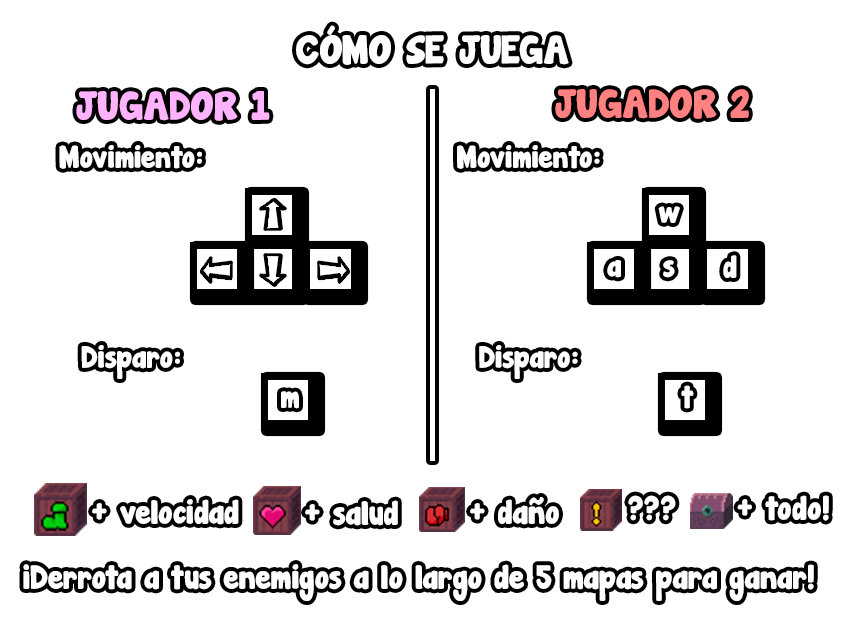 CÓMO SE JUEGA
JUGADOR 1
Movimiento:
Disparo:
m
JUGADOR 2
Movimiento:
w
a s d
Disparo:
t
+ velocidad + salud + daño ! ??? + todo!
¡Derrota a tus enemigos a lo largo de 5 mapas para ganar!